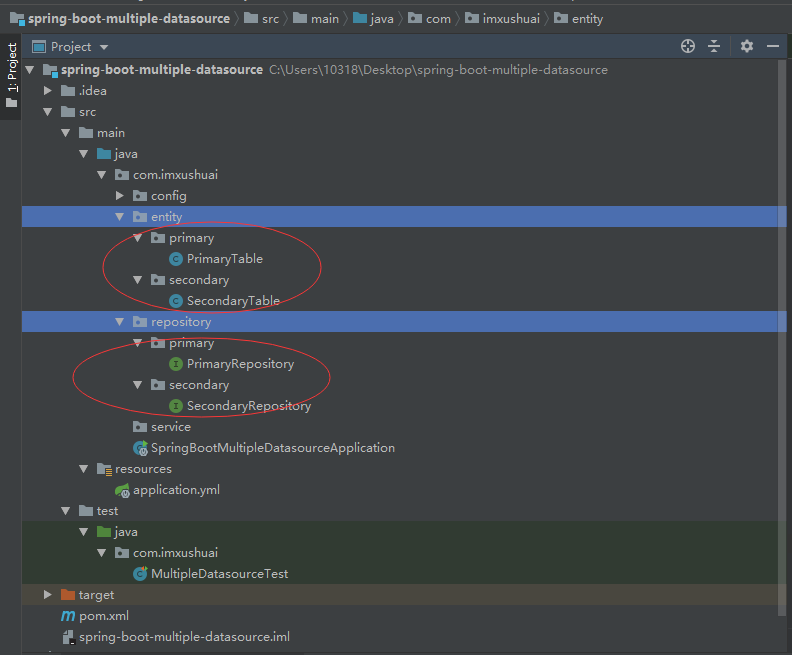 spring-boot-multiple-datasource src main java com imxushuai entity
1: Project
Project
spring-boot-multiple-datasource C:\Users\10318\Desktop\spring-boot-multiple-datasource
.idea
src
main
java
com.imxushuai
config
entity
primary
PrimaryTable
secondary
SecondaryTable
repository
primary
PrimaryRepository
secondary
SecondaryRepository
service
SpringBootMultipleDatasourceApplication
resources
application.yml
test
java
com.imxushuai
MultipleDatasourceTest
target
pom.xml
spring-boot-multiple-datasource.iml